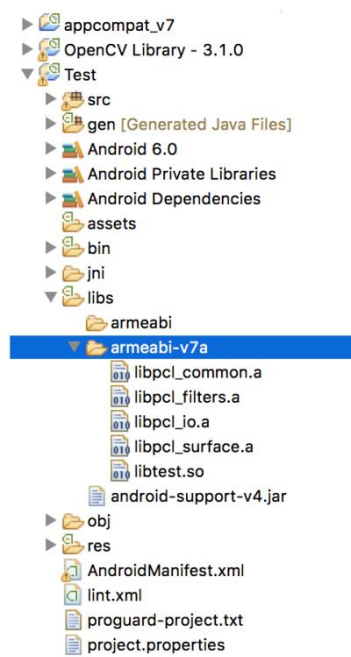 appcompat_v7
OpenCV Library - 3.1.0
Test
src
gen [Generated Java Files]
Android 6.0
Android Private Libraries
Android Dependencies
assets
bin
jni
libs
armeabi
armeabi-v7a
libpcl_common.a
libpcl_filters.a
libpcl_io.a
libpcl_surface.a
libtest.so
android-support-v4.jar
obj
res
AndroidManifest.xml
lint.xml
proguard-project.txt
project.properties